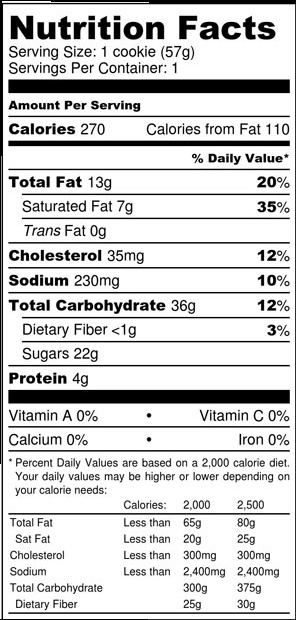 Nutrition Facts
Serving Size: 1 cookie (57g)
Servings Per Container: 1
Amount Per Serving
Calories 270 Calories from Fat 110
% Daily Value*
Total Fat 13g 20%
Saturated Fat 7g 35%
Trans Fat 0g
Cholesterol 35mg 12%
Sodium 230mg 10%
Total Carbohydrate 36g 12%
Dietary Fiber <1g 3%
Sugars 22g
Protein 4g
Vitamin A 0% • Vitamin C 0%
Calcium 0% • Iron 0%
* Percent Daily Values are based on a 2,000 calorie diet.
Your daily values may be higher or lower depending on
your calorie needs:
Calories: 2,000 2,500
Total Fat Less than 65g 80g
Sat Fat Less than 20g 25g
Cholesterol Less than 300mg 300mg
Sodium Less than 2,400mg 2,400mg
Total Carbohydrate 300g 375g
Dietary Fiber 25g 30g